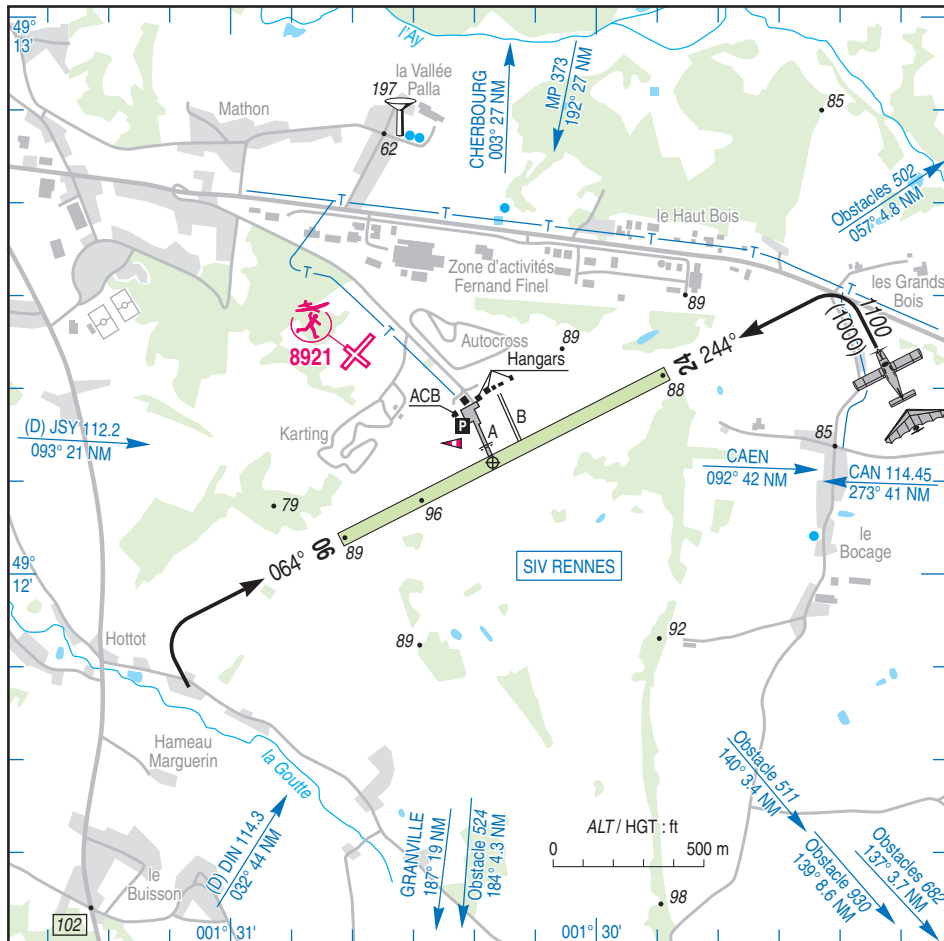 49°
13'
l'Ay
la Vallée
Palla
197
62
Mathon
CHERBOURG
003° 27 NM
MP 373
192° 27 NM
85
Obstacles 502
057° 4.8 NM
T
T
T
T
T
T
T
le Haut Bois
Zone d'activités
Fernand Finel
89
les Grands
Bois
1100
(1000)
8921
Autocross
89
Hangars
24
244°
88
ACB
P
A
B
(D) JSY 112.2
093° 21 NM
Karting
CAEN
092° 42 NM
85
CAN 114.45
273° 41 NM
79
96
le
Bocage
49°
12'
064°
06
89
SIV RENNES
Hottot
89
92
Hameau
Marguerin
la Goutte
Obstacle 511
140° 3.4 NM
(D) DIN 114.3
032° 44 NM
GRANVILLE
187° 19 NM
Obstacle 524
184° 4.3 NM
ALT / HGT : ft
0
500 m
Obstacle 930
139° 8.6 NM
Obstacles 682
137° 3.7 NM
le
Buisson
98
102
001° 31'
001° 30'